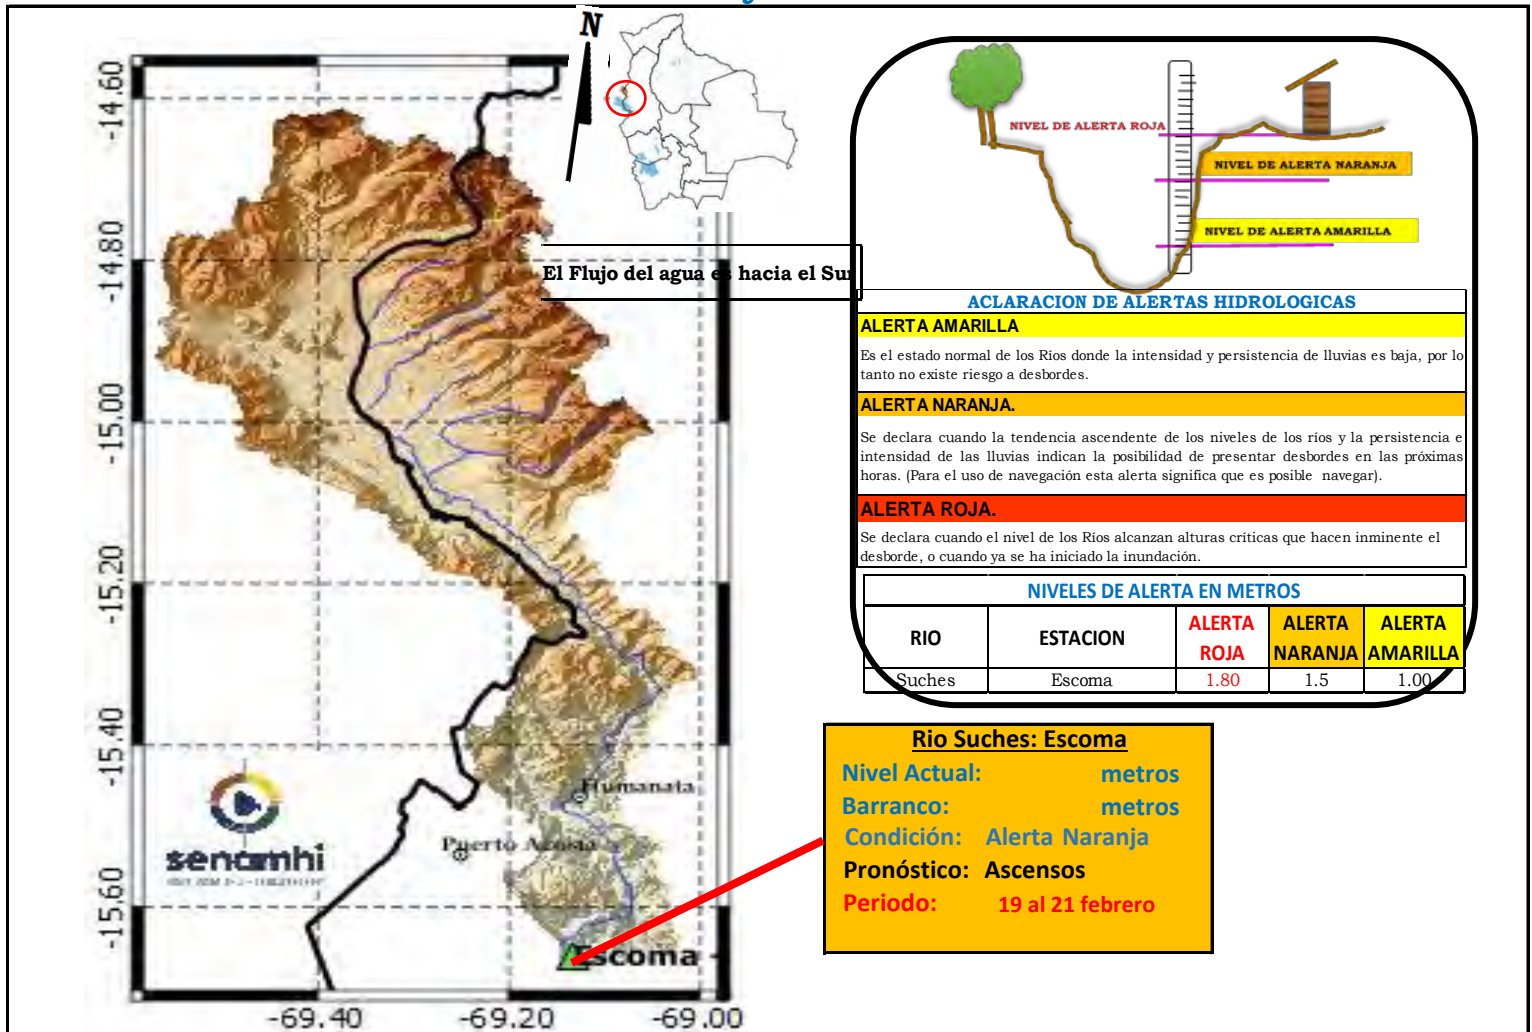 N
-14.60
-14.80
-15.00
-15.20
-15.40
-15.60
-69.40
-69.20
-69.00
El Flujo del agua es hacia el Sur
Humanata
Puerto Acosta
Escoma
senamhi
NIVEL DE ALERTA ROJA
NIVEL DE ALERTA NARANJA
NIVEL DE ALERTA AMARILLA
ACLARACION DE ALERTAS HIDROLOGICAS
ALERTA AMARILLA
Es el estado normal de los Ríos donde la intensidad y persistencia de lluvias es baja, por lo
tanto no existe riesgo a desbordes.
ALERTA NARANJA.
Se declara cuando la tendencia ascendente de los niveles de los ríos y la persistencia e
intensidad de las lluvias indican la posibilidad de presentar desbordes en las próximas
horas. (Para el uso de navegación esta alerta significa que es posible navegar).
ALERTA ROJA.
Se declara cuando el nivel de los Ríos alcanzan alturas críticas que hacen inminente el
desborde, o cuando ya se ha iniciado la inundación.
NIVELES DE ALERTA EN METROS
RIO ESTACION ALERTA ROJA ALERTA NARANJA ALERTA AMARILLA
Suches Escoma 1.80 1.5 1.00
Rio Suches: Escoma
Nivel Actual: metros
Barranco: metros
Condición: Alerta Naranja
Pronóstico: Ascensos
Periodo: 19 al 21 febrero